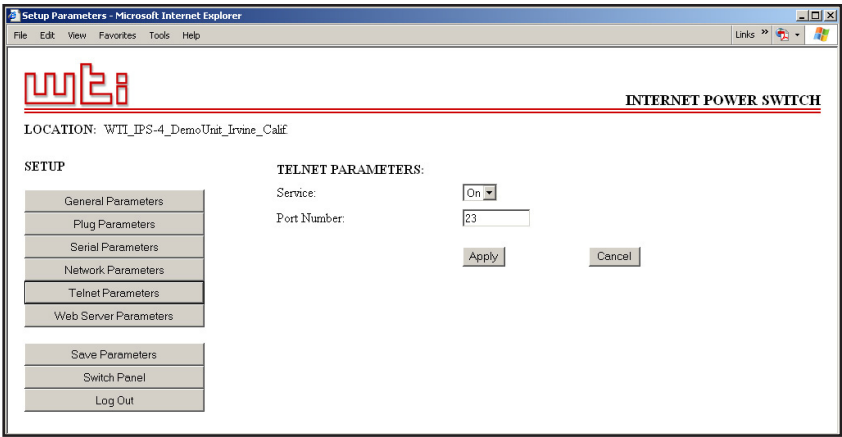 Setup Parameters - Microsoft Internet Explorer
File Edit View Favorites Tools Help Links »
wti
INTERNET POWER SWITCH
LOCATION: WTI_IPS-4_DemoUnit_Irvine_Calif.
SETUP
General Parameters
Plug Parameters
Serial Parameters
Network Parameters
Telnet Parameters
Web Server Parameters
Save Parameters
Switch Panel
Log Out
TELNET PARAMETERS:
Service: On
Port Number: 23
Apply Cancel